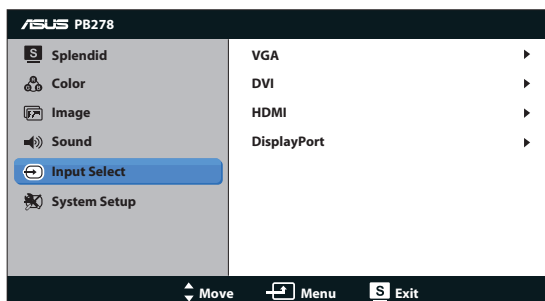 ASUS PB278
S Splendid
Color
Image
Sound
Input Select
System Setup
VGA
DVI
HDMI
DisplayPort
Move Menu S Exit